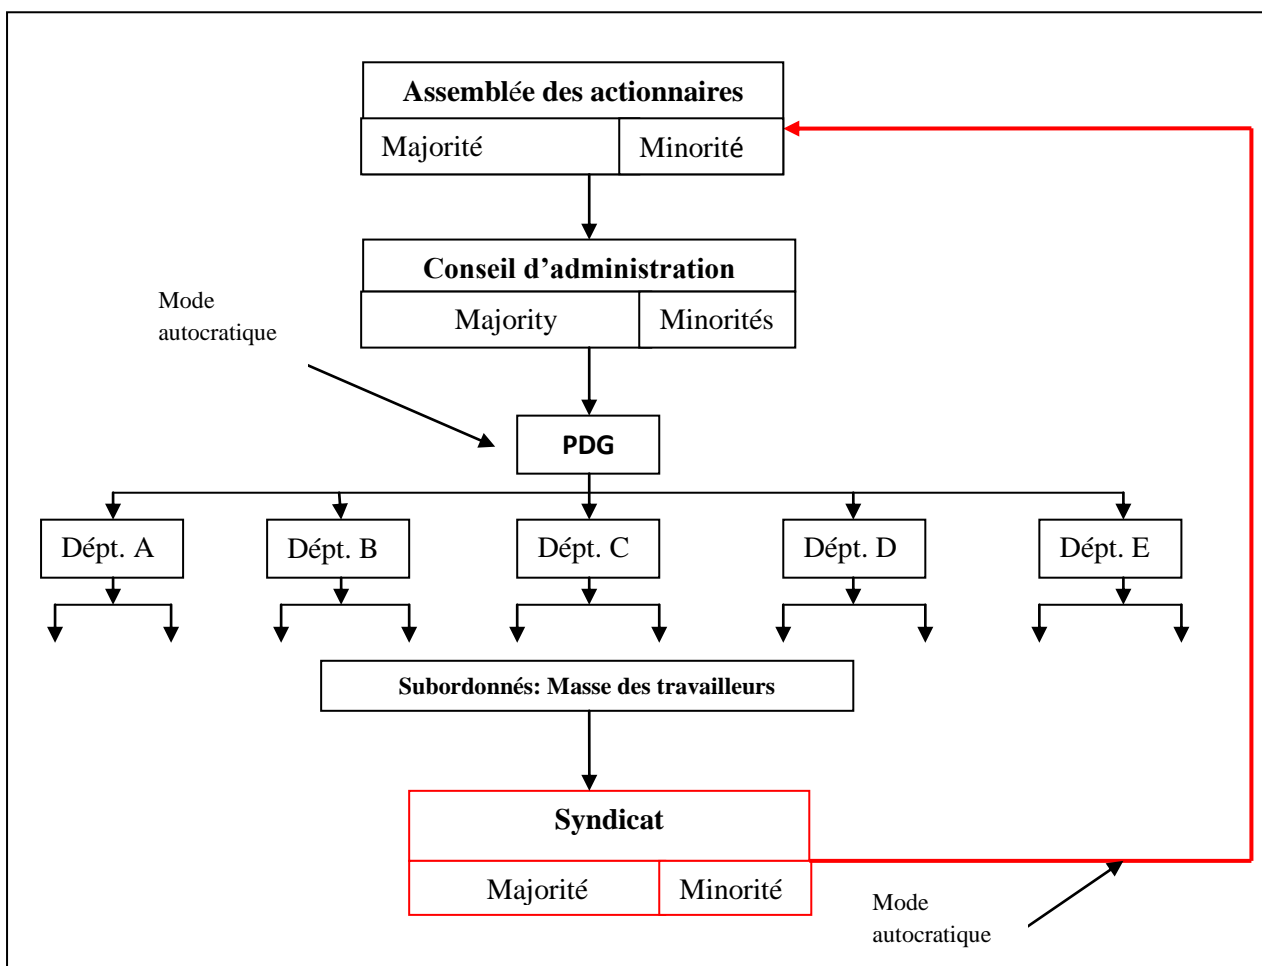 Assemblée des actionnaires
Majorité
Minorité
Conseil d’administration
Majority
Minorités
Mode
autocratique
PDG
Dépt. A
Dépt. B
Dépt. C
Dépt. D
Dépt. E
Subordonnés: Masse des travailleurs
Syndicat
Majorité
Minorité
Mode
autocratique